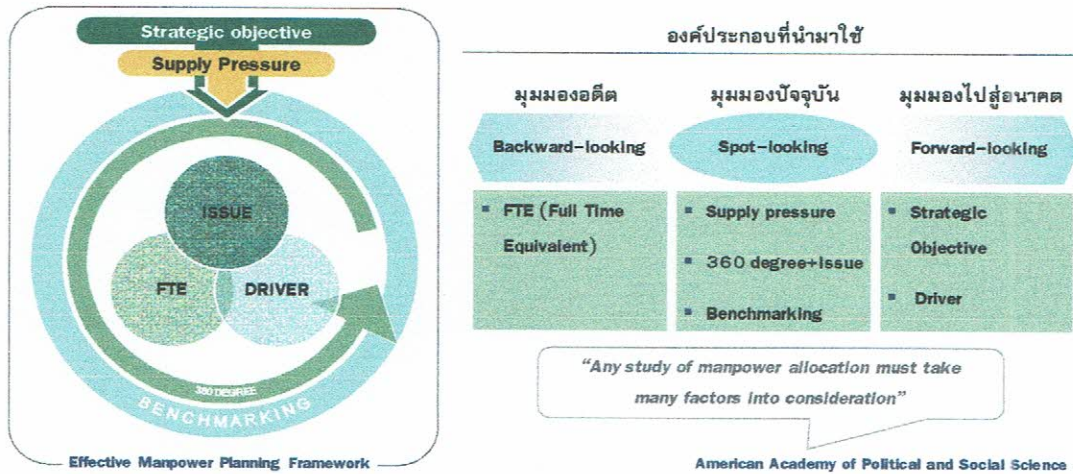 Strategic objective
Supply Pressure
ISSUE
FTE
DRIVER
360 DEGREE
BENCHMARKING
Effective Manpower Planning Framework
องค์ประกอบที่นำมาใช้
มุมมองอดีต
มุมมองปัจจุบัน
มุมมองไปสู่อนาคต
Backward-looking
Spot-looking
Forward-looking
▪ FTE (Full Time
Equivalent)
▪ Supply pressure
▪ 360 degree+Issue
▪ Benchmarking
▪ Strategic
Objective
▪ Driver
“Any study of manpower allocation must take
many factors into consideration”
American Academy of Political and Social Science